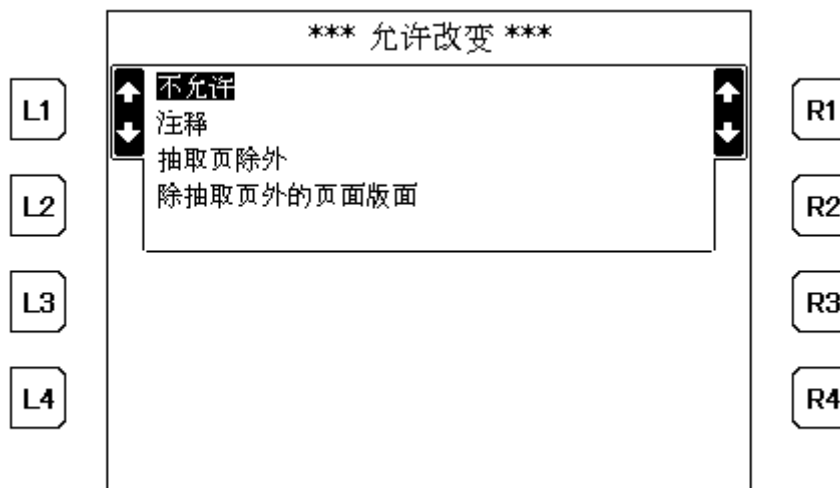 *** 允许改变 ***
不允许
注释
抽取页除外
除抽取页外的页面版面
L1
R1
L2
R2
L3
R3
L4
R4